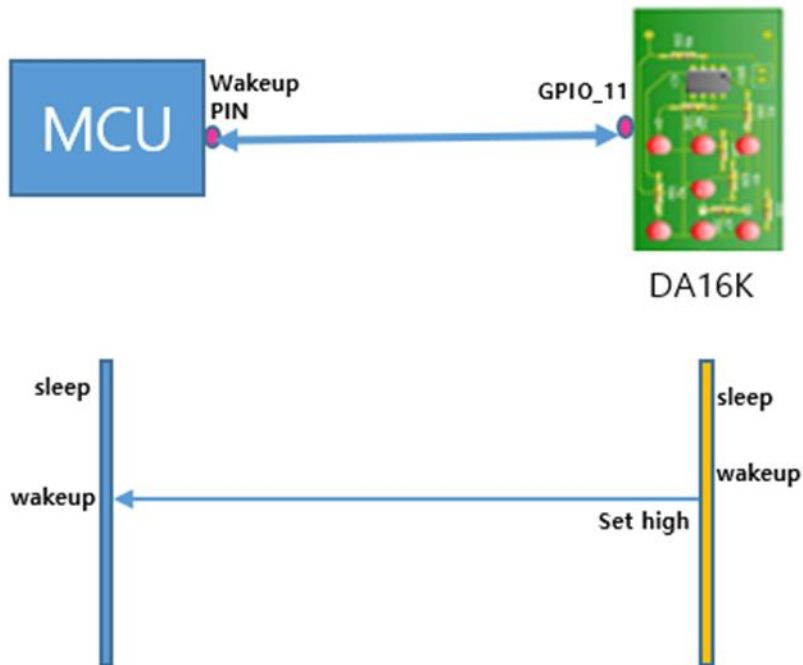 MCU
Wakeup
PIN
GPIO_11
DA16K
sleep
sleep
wakeup
wakeup
Set high